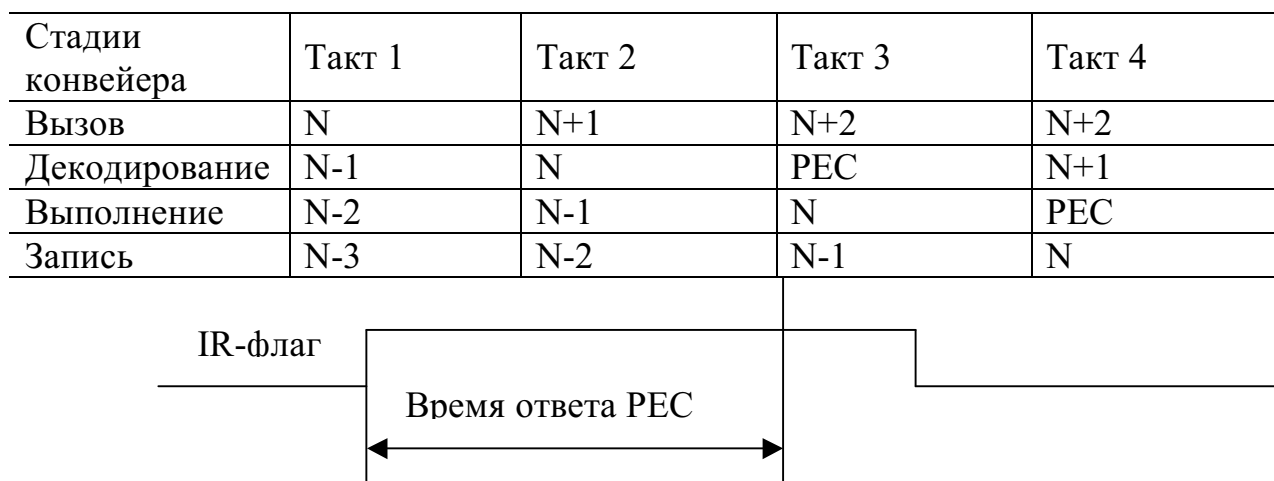 Стадии конвейера Такт 1 Такт 2 Такт 3 Такт 4
Вызов N N+1 N+2 N+2
Декодирование N-1 N PEC N+1
Выполнение N-2 N-1 N PEC
Запись N-3 N-2 N-1 N
IR-флаг
Время ответа PEC